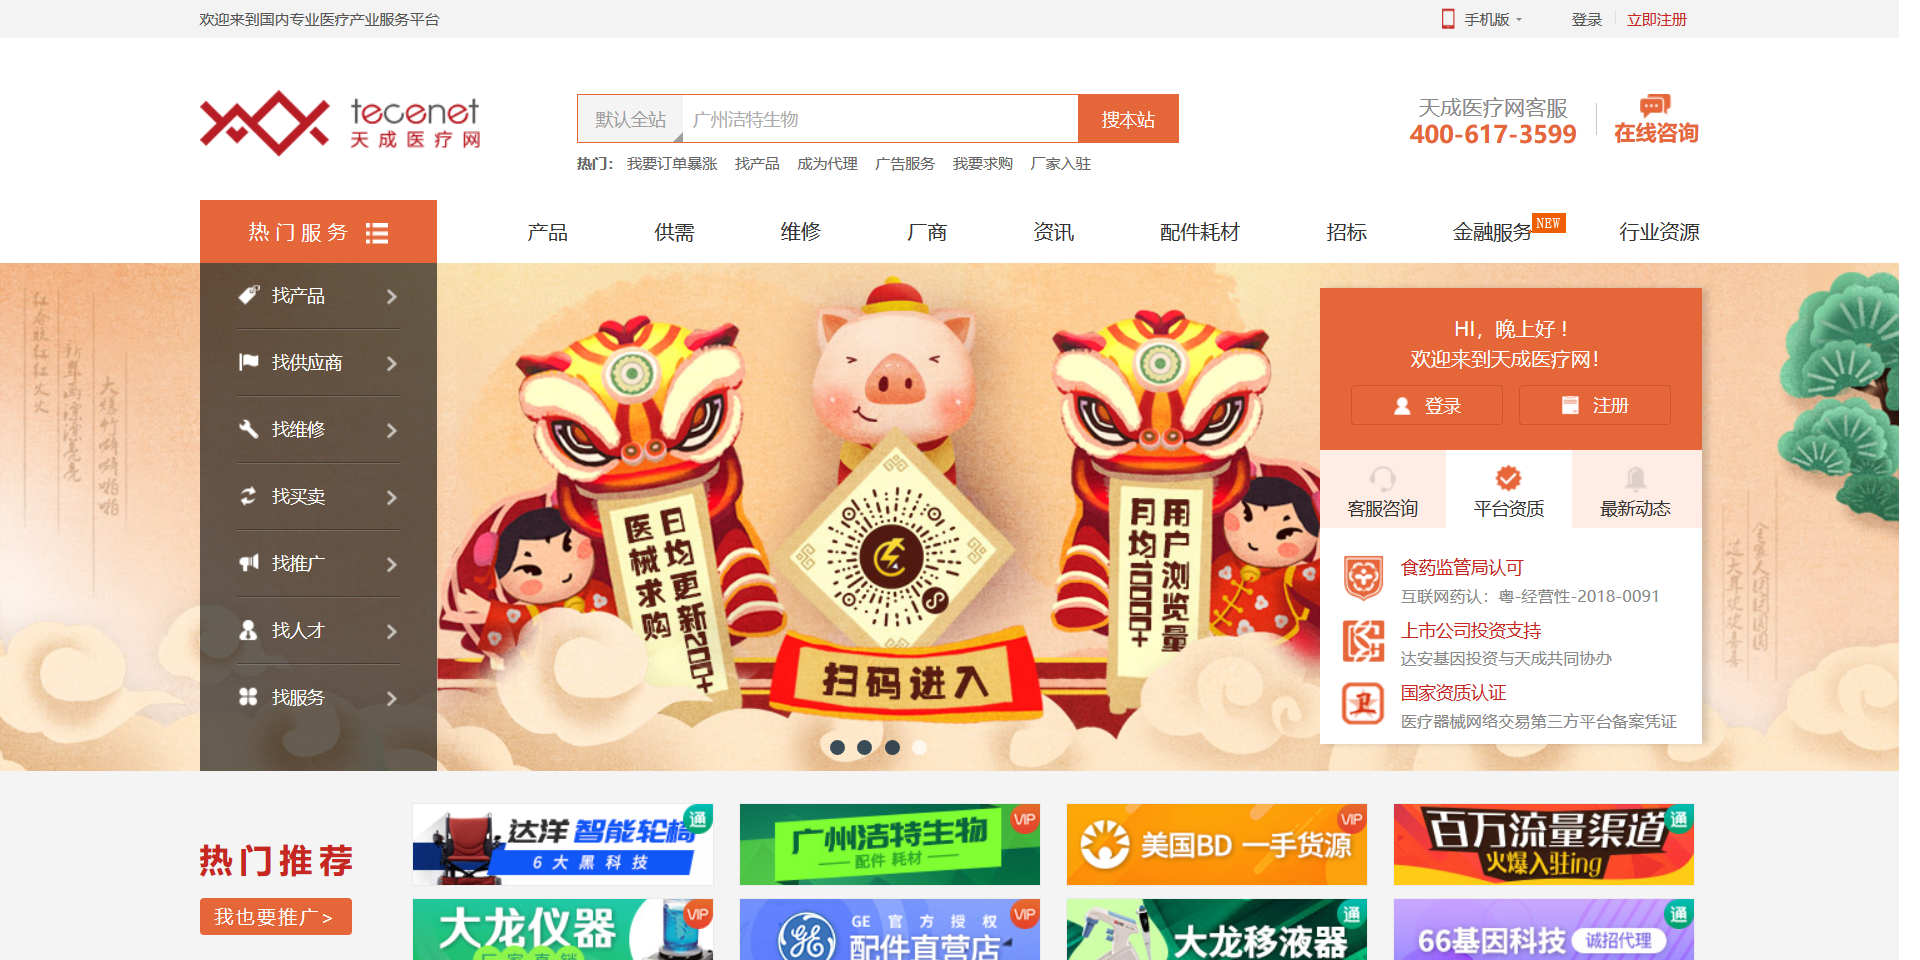 欢迎来到国内专业医疗产业服务平台
手机版
登录
立即注册
tecenet
天成医疗网
默认全站
广州洁特生物
搜本站
热门：
我要订单暴涨
找产品
成为代理
广告服务
我要求购
厂家入驻
天成医疗网客服
400-617-3599
在线咨询
热门服务
产品
供需
维修
厂商
资讯
配件耗材
招标
金融服务
NEW
行业资源
找产品
找供应商
找维修
找买卖
找推广
找人才
找服务
日均更新200+
医械求购
用户浏览量
月均10000+
扫码进入
HI，晚上好！
欢迎来到天成医疗网！
登录
注册
客服咨询
平台资质
最新动态
食药监管局认可
互联网药认：粤-经营性-2018-0091
上市公司投资支持
达安基因投资与天成共同协办
国家资质认证
医疗器械网络交易第三方平台备案凭证
热门推荐
我也要推广>
达洋 智能轮椅
通
6大黑科技
广州洁特生物
VIP
配件 耗材
美国BD 一手货源
VIP
百万流量渠道
通
火爆入驻ing
大龙仪器
VIP
厂家直销
GE官方授权
VIP
配件直营店
大龙移液器
通
66基因科技
诚招代理
通